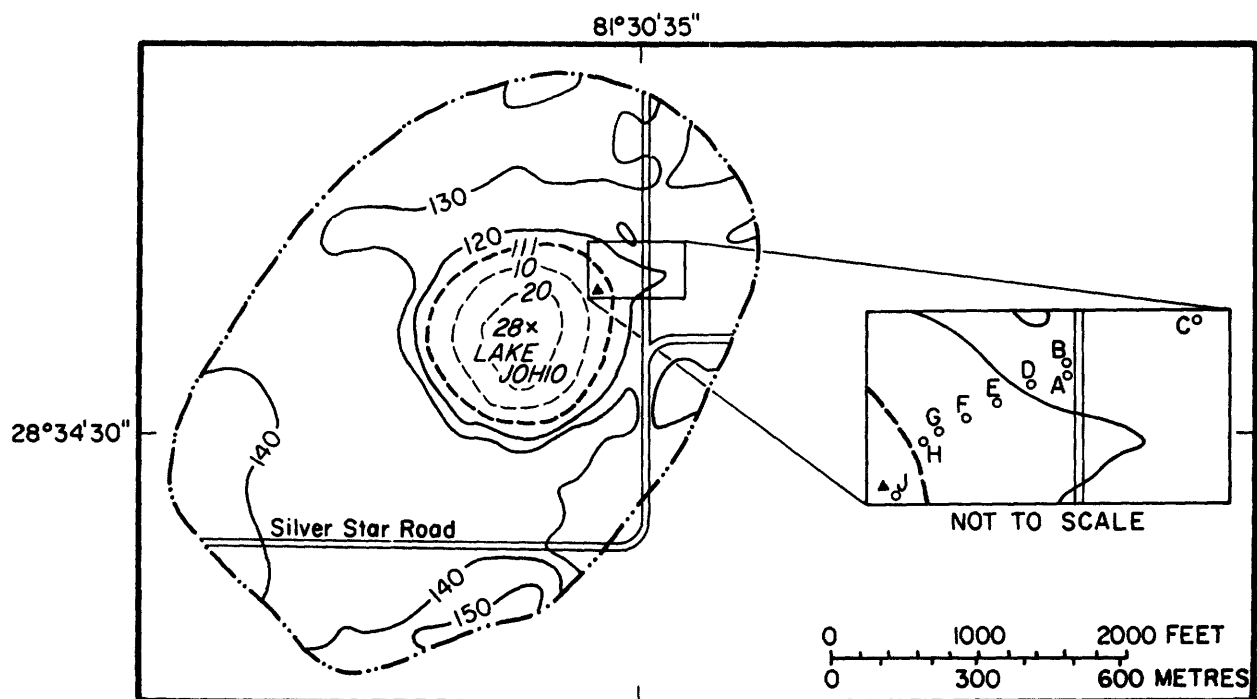 81°30'35"
130
120
111
10
20
28×
LAKE
JOHIO
28°34'30"
140
Silver Star Road
140
150
C
B
D
A
E
F
G
H
J
NOT TO SCALE
0 1000 2000 FEET
0 300 600 METRES